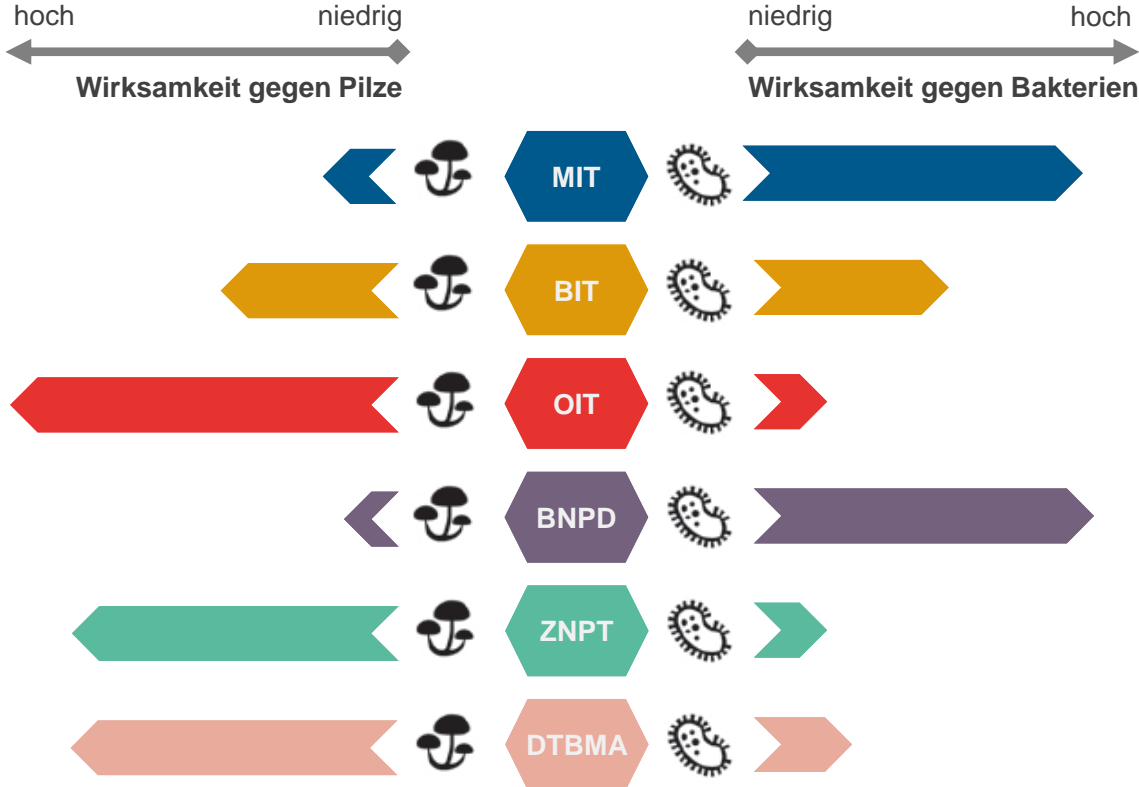 hoch niedrig niedrig hoch
Wirksamkeit gegen Pilze Wirksamkeit gegen Bakterien
MIT
BIT
OIT
BNPD
ZNPT
DTBMA